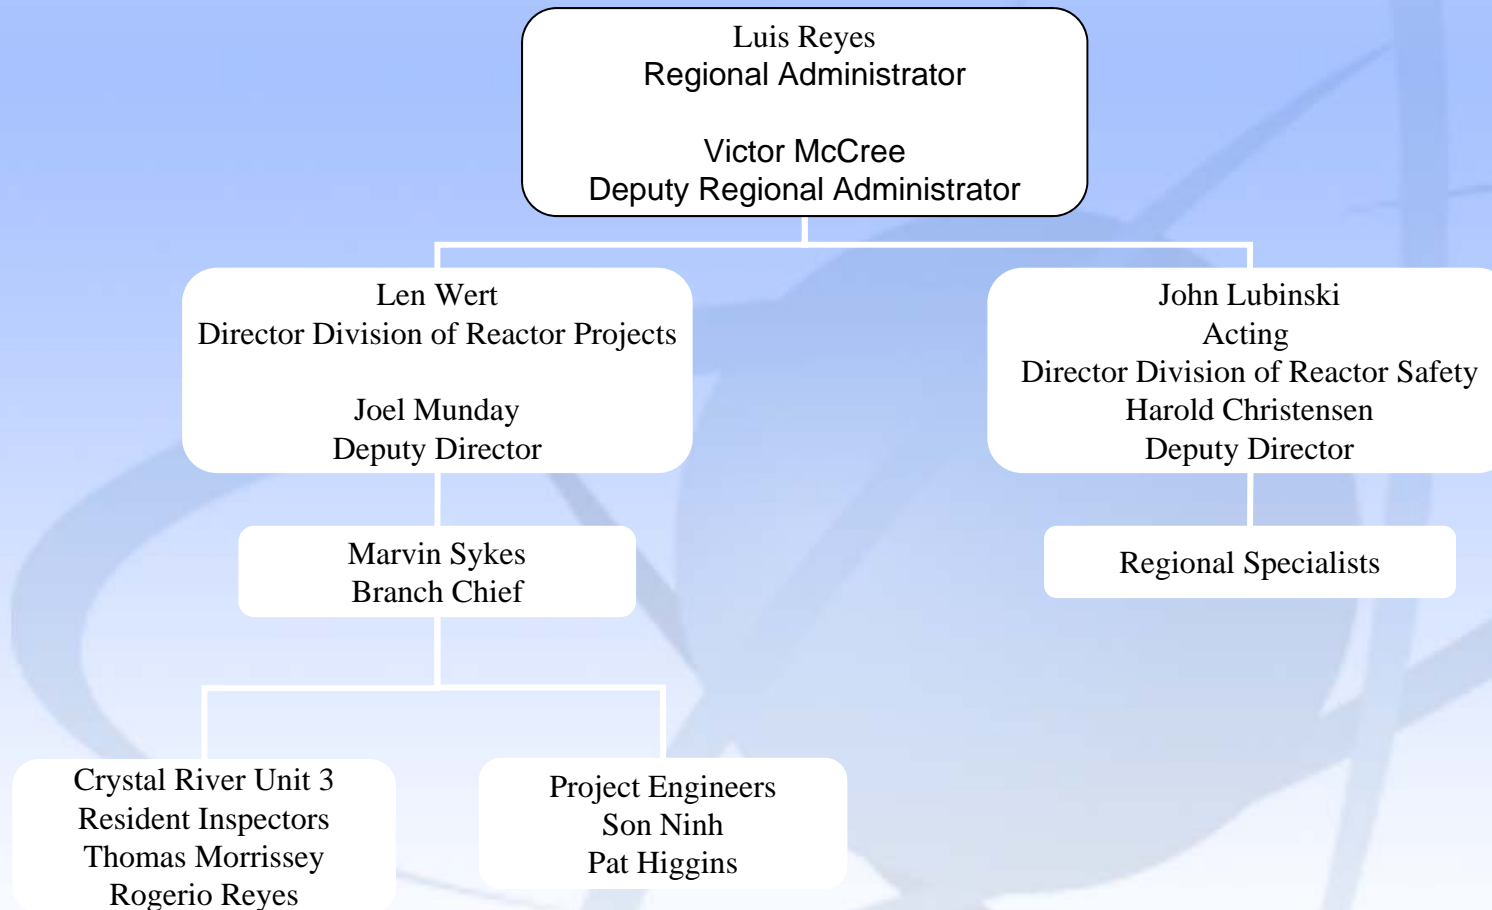 Luis Reyes
Regional Administrator
Victor McCree
Deputy Regional Administrator
Len Wert
Director Division of Reactor Projects
Joel Munday
Deputy Director
John Lubinski
Acting
Director Division of Reactor Safety
Harold Christensen
Deputy Director
Marvin Sykes
Branch Chief
Regional Specialists
Crystal River Unit 3
Resident Inspectors
Thomas Morrissey
Rogerio Reyes
Project Engineers
Son Ninh
Pat Higgins